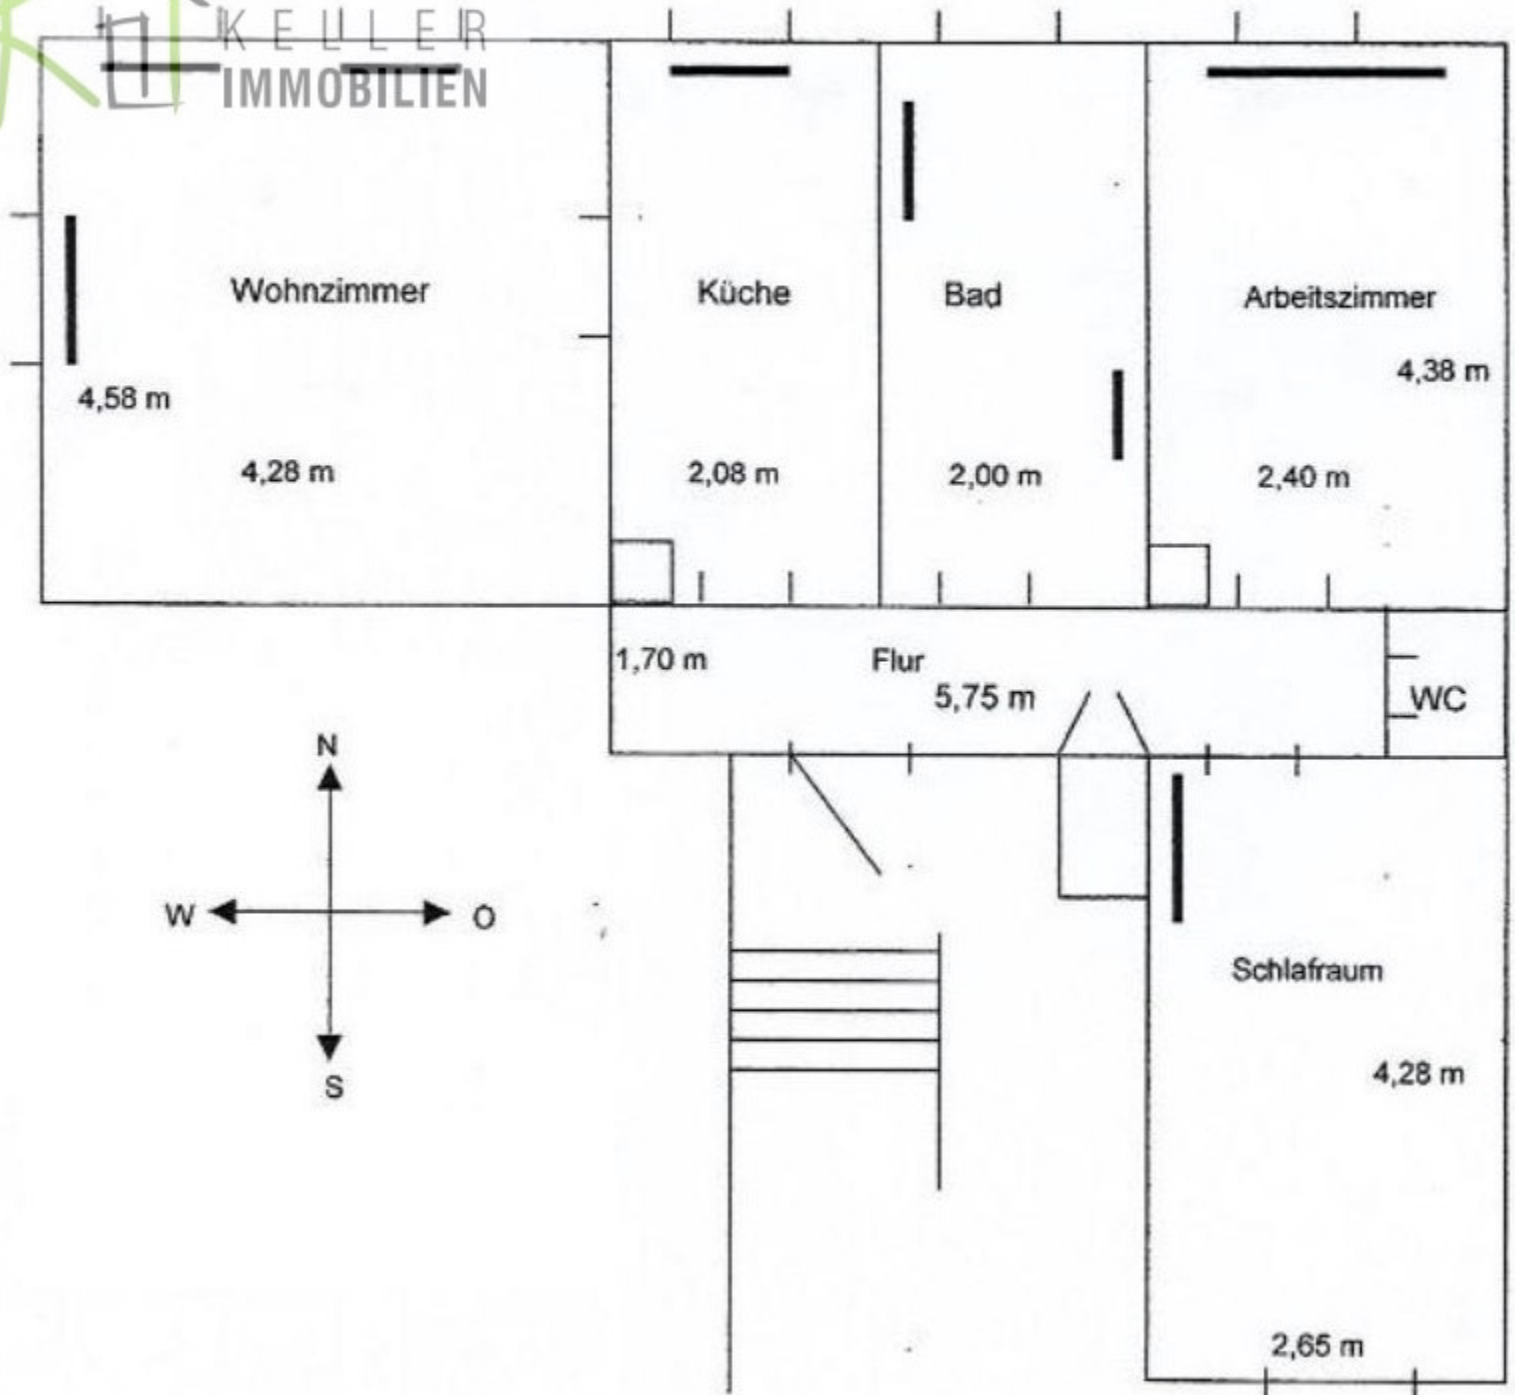 KELLER
IMMOBILIEN
Wohnzimmer
Küche
Bad
Arbeitszimmer
4,38 m
4,58 m
4,28 m
2,08 m
2,00 m
2,40 m
1,70 m
Flur
5,75 m
WC
N
W
O
S
Schlafraum
4,28 m
2,65 m